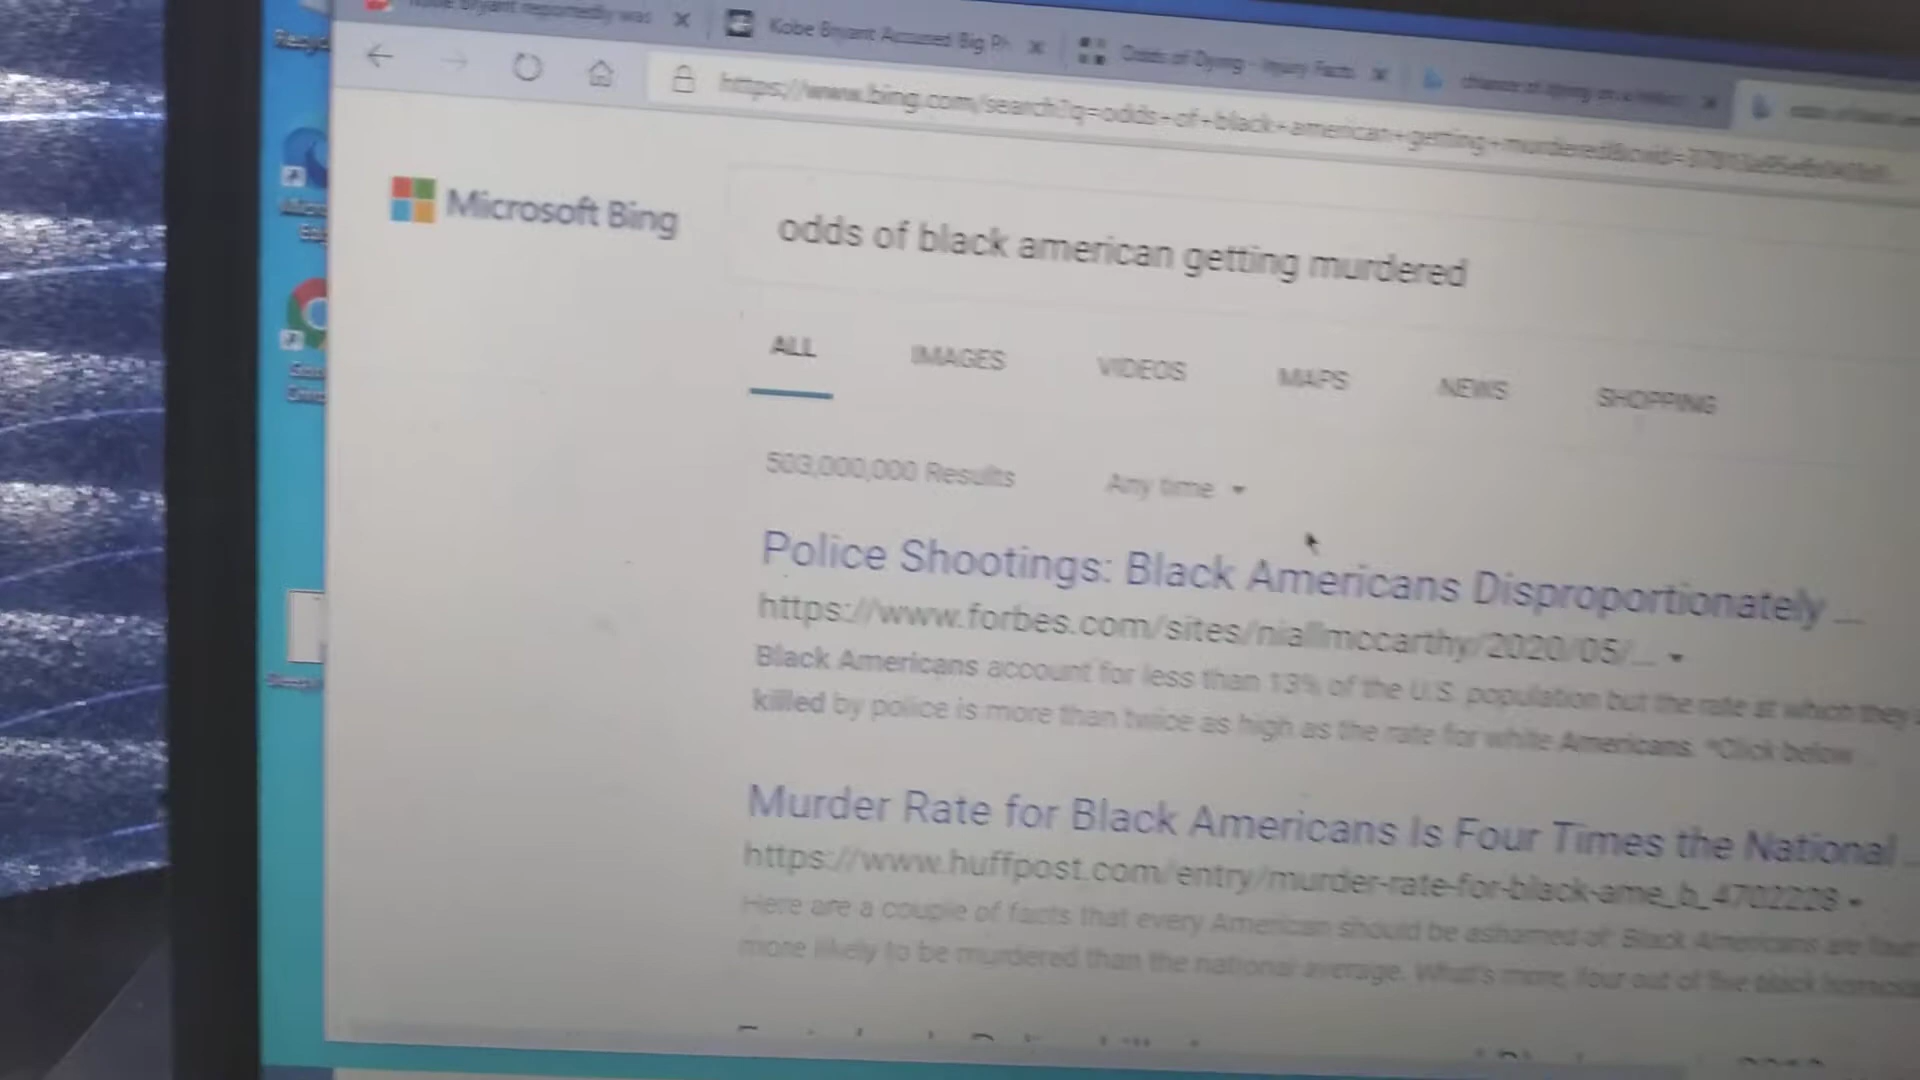 Kobe Bryant reportedly was
Kobe Bryant Accused Big Ph
Odds of Dying - Injury Facts
chance of dying on a
https://www.bing.com/search?q=odds+of+black+american+getting+murdered&cvid=
Microsoft Bing
odds of black american getting murdered
ALL IMAGES VIDEOS MAPS NEWS SHOPPING
503,000,000 Results Any time
Police Shootings: Black Americans Disproportionately ...
https://www.forbes.com/sites/niallmccarthy/2020/05/...
Black Americans account for less than 13% of the U.S. population but the rate at which they
killed by police is more than twice as high as the rate for white Americans. *Click below ...
Murder Rate for Black Americans Is Four Times the National ...
https://www.huffpost.com/entry/murder-rate-for-black-ame_b_4702228
Here are a couple of facts that every American should be ashamed of: Black Americans are four
more likely to be murdered than the national average. What's more, four out of five black